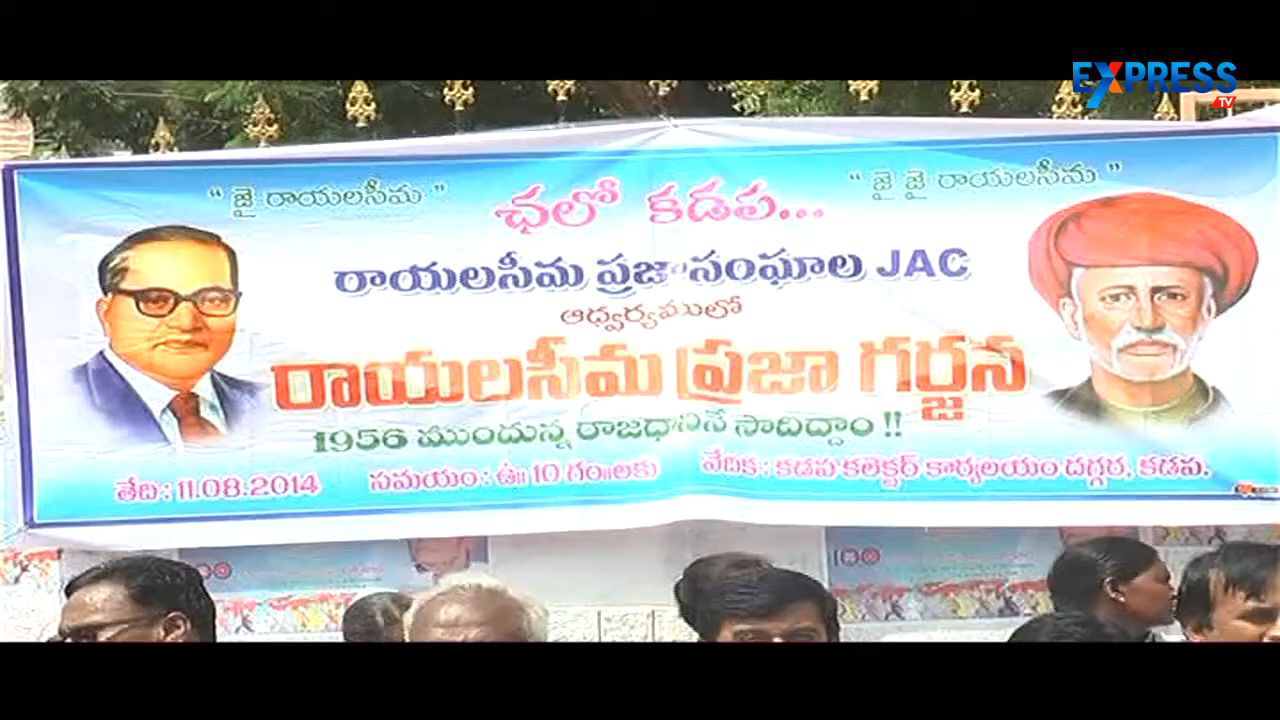 EXPRESS TV
“ జై రాయలసీమ ”
“ జై జై రాయలసీమ ”
ఛలో కడప...
రాయలసీమ ప్రజాసంఘాల JAC
ఆధ్వర్యములో
రాయలసీమ ప్రజా గర్జన
1956 ముందున్న రాజధానినే సాదిద్దాం !!
తేది : 11.08.2014
సమయం : ఉ॥ 10 గం॥లకు
వేదిక : కడప కలెక్టర్ కార్యాలయం దగ్గర, కడప.